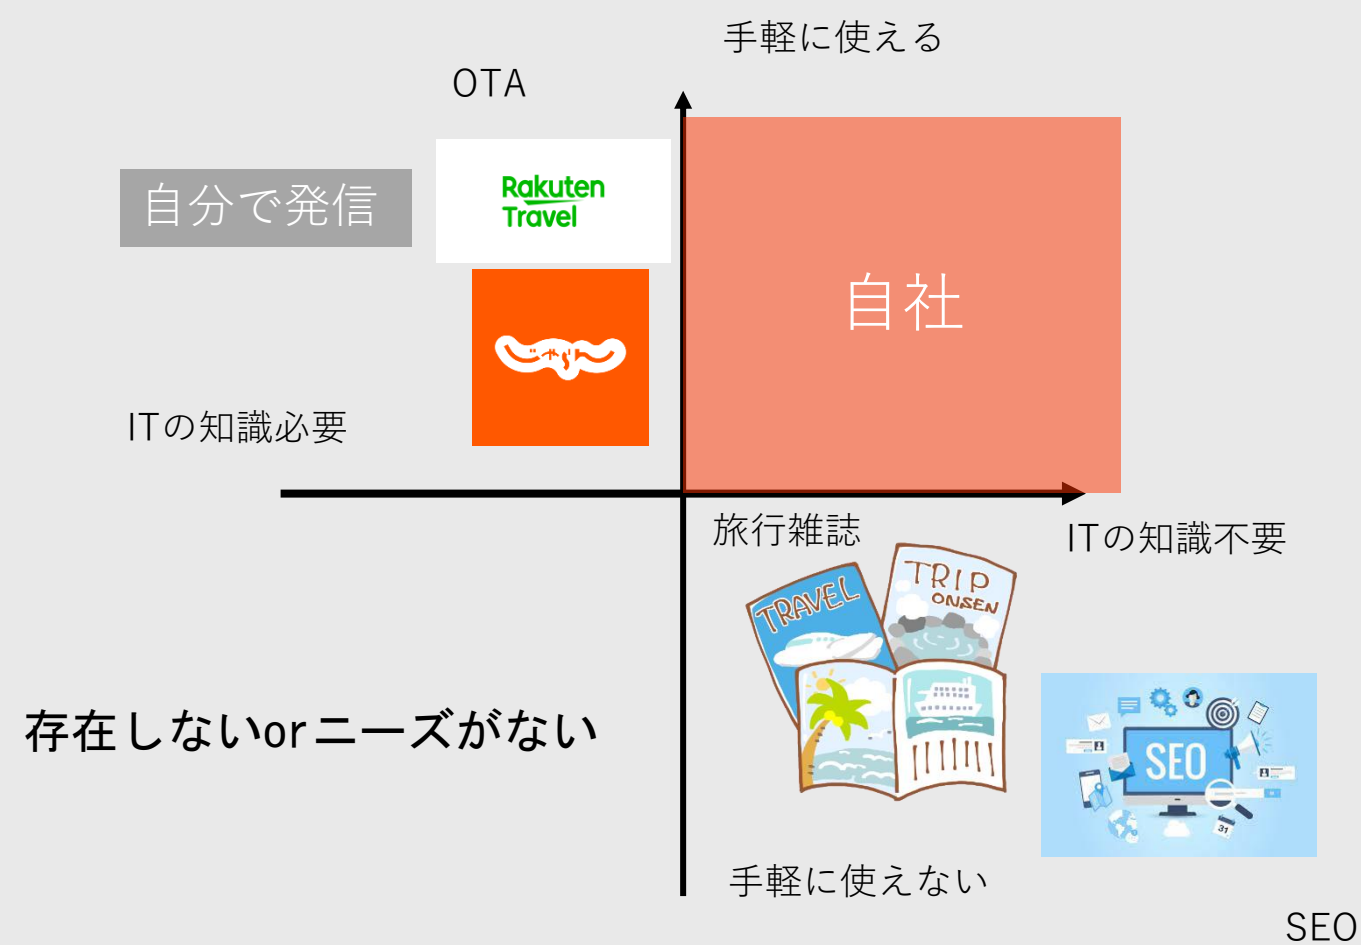 手軽に使える
OTA
自分で発信
Rakuten
Travel
じゃらん
自社
ITの知識必要
旅行雑誌
ITの知識不要
TRAVEL
TRIP
ONSEN
存在しないorニーズがない
SEO
31
手軽に使えない
SEO